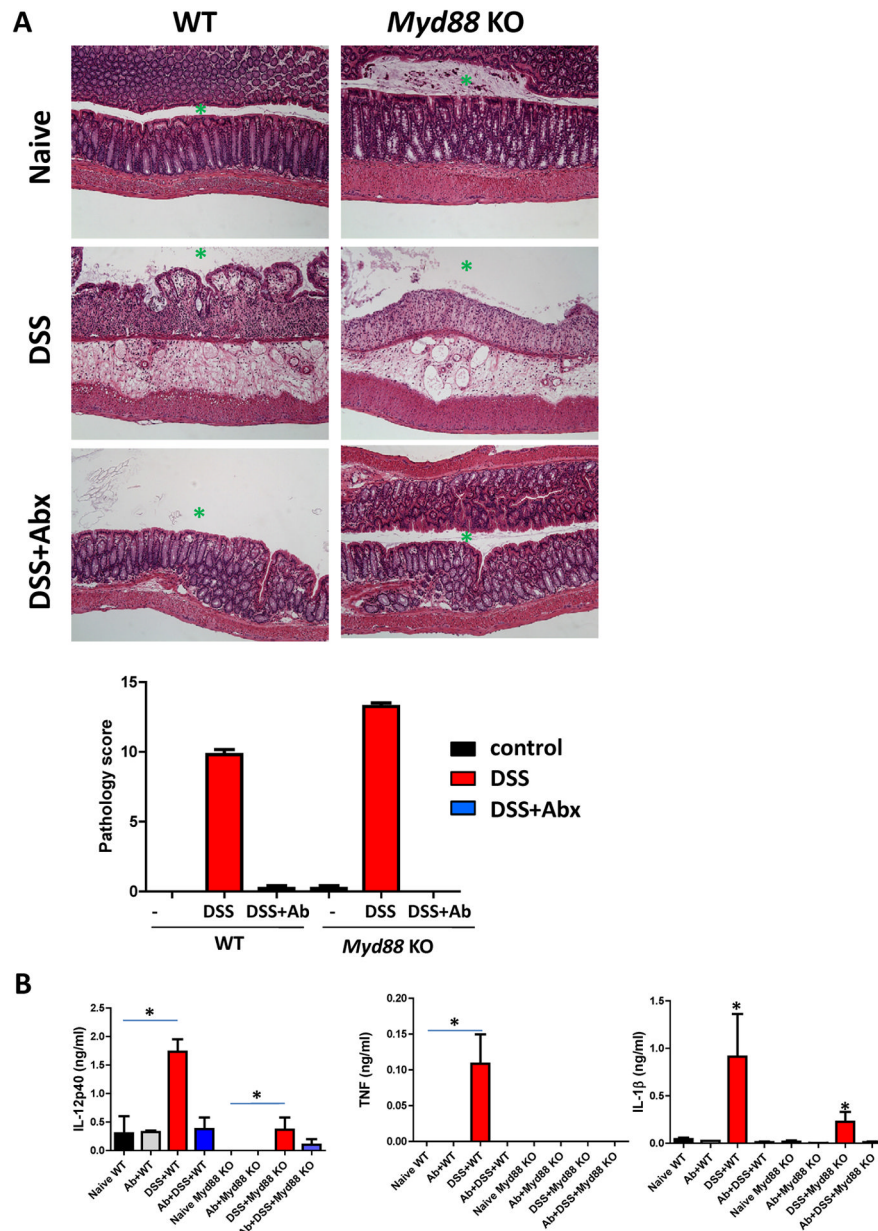 A
WT
Myd88 KO
Naive
*
*
DSS
*
*
DSS+Abx
*
*
Pathology score
15
10
5
0
-
DSS
DSS+Ab
-
DSS
DSS+Ab
WT
Myd88 KO
control
DSS
DSS+Abx
B
IL-12p40 (ng/ml)
2.5
2.0
1.5
1.0
0.5
0.0
*
*
Naive WT
Ab+WT
DSS+WT
Ab+DSS+WT
Naive Myd88 KO
Ab+Myd88 KO
DSS+Myd88 KO
Ab+DSS+Myd88 KO
TNF (ng/ml)
0.20
0.15
0.10
0.05
0.00
*
Naive WT
Ab+WT
DSS+WT
Ab+DSS+WT
Naive Myd88 KO
Ab+Myd88 KO
DSS+Myd88 KO
Ab+DSS+Myd88 KO
IL-1β (ng/ml)
1.5
1.0
0.5
0.0
*
*
Naive WT
Ab+WT
DSS+WT
Ab+DSS+WT
Naive Myd88 KO
Ab+Myd88 KO
DSS+Myd88 KO
Ab+DSS+Myd88 KO